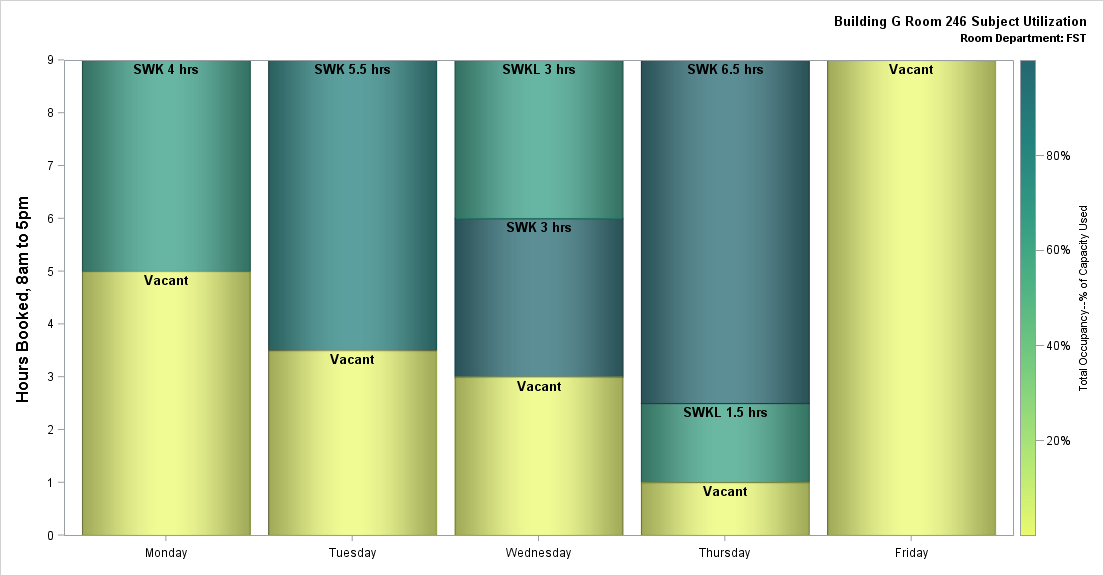 Building G Room 246 Subject Utilization
Room Department: FST
Hours Booked, 8am to 5pm
9
8
7
6
5
4
3
2
1
0
SWK 4 hrs
Vacant
SWK 5.5 hrs
Vacant
SWKL 3 hrs
SWK 3 hrs
Vacant
SWK 6.5 hrs
SWKL 1.5 hrs
Vacant
Vacant
Monday
Tuesday
Wednesday
Thursday
Friday
80%
60%
40%
20%
Total Occupancy--% of Capacity Used